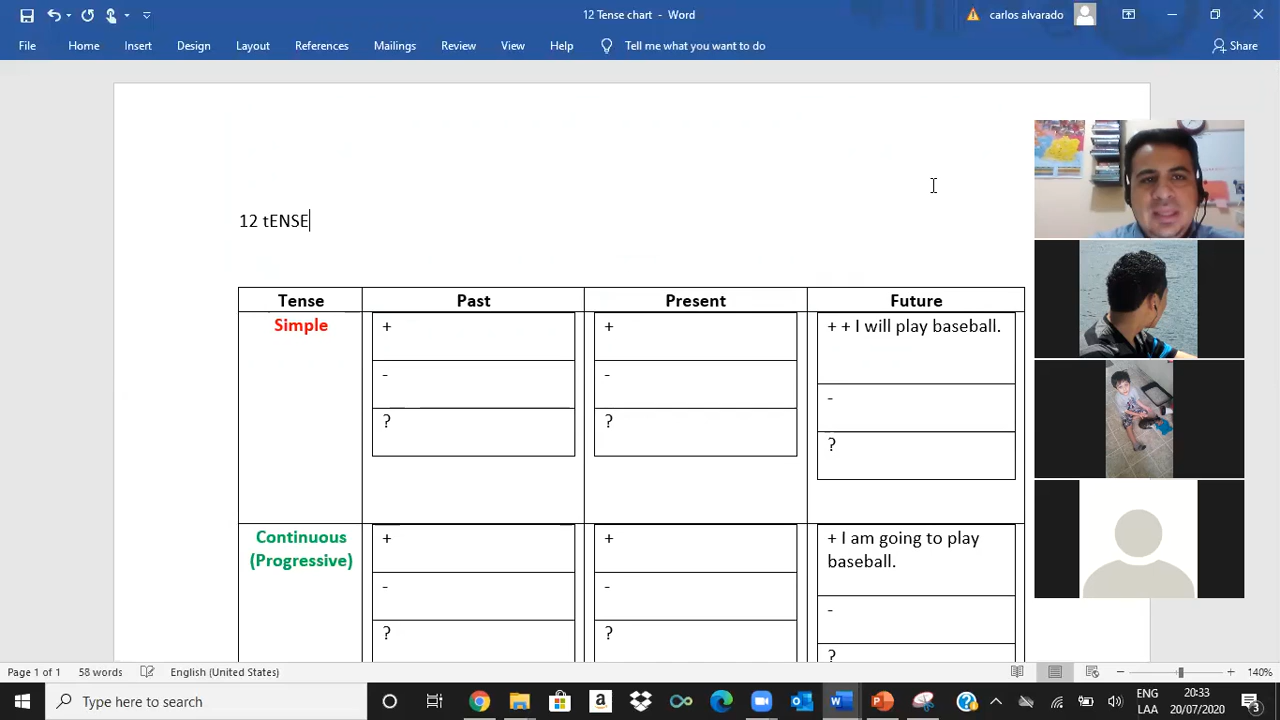 12 Tense chart - Word
carlos alvarado
File Home Insert Design Layout References Mailings Review View Help Tell me what you want to do Share
12 tENSE
Tense Past Present Future
Simple + + + + I will play baseball.
- - -
? ? ?
Continuous + + + I am going to play
(Progressive) baseball.
- - -
? ? ?
Page 1 of 1 58 words English (United States) 140%
Type here to search
ENG 20:33
LAA 20/07/2020 3